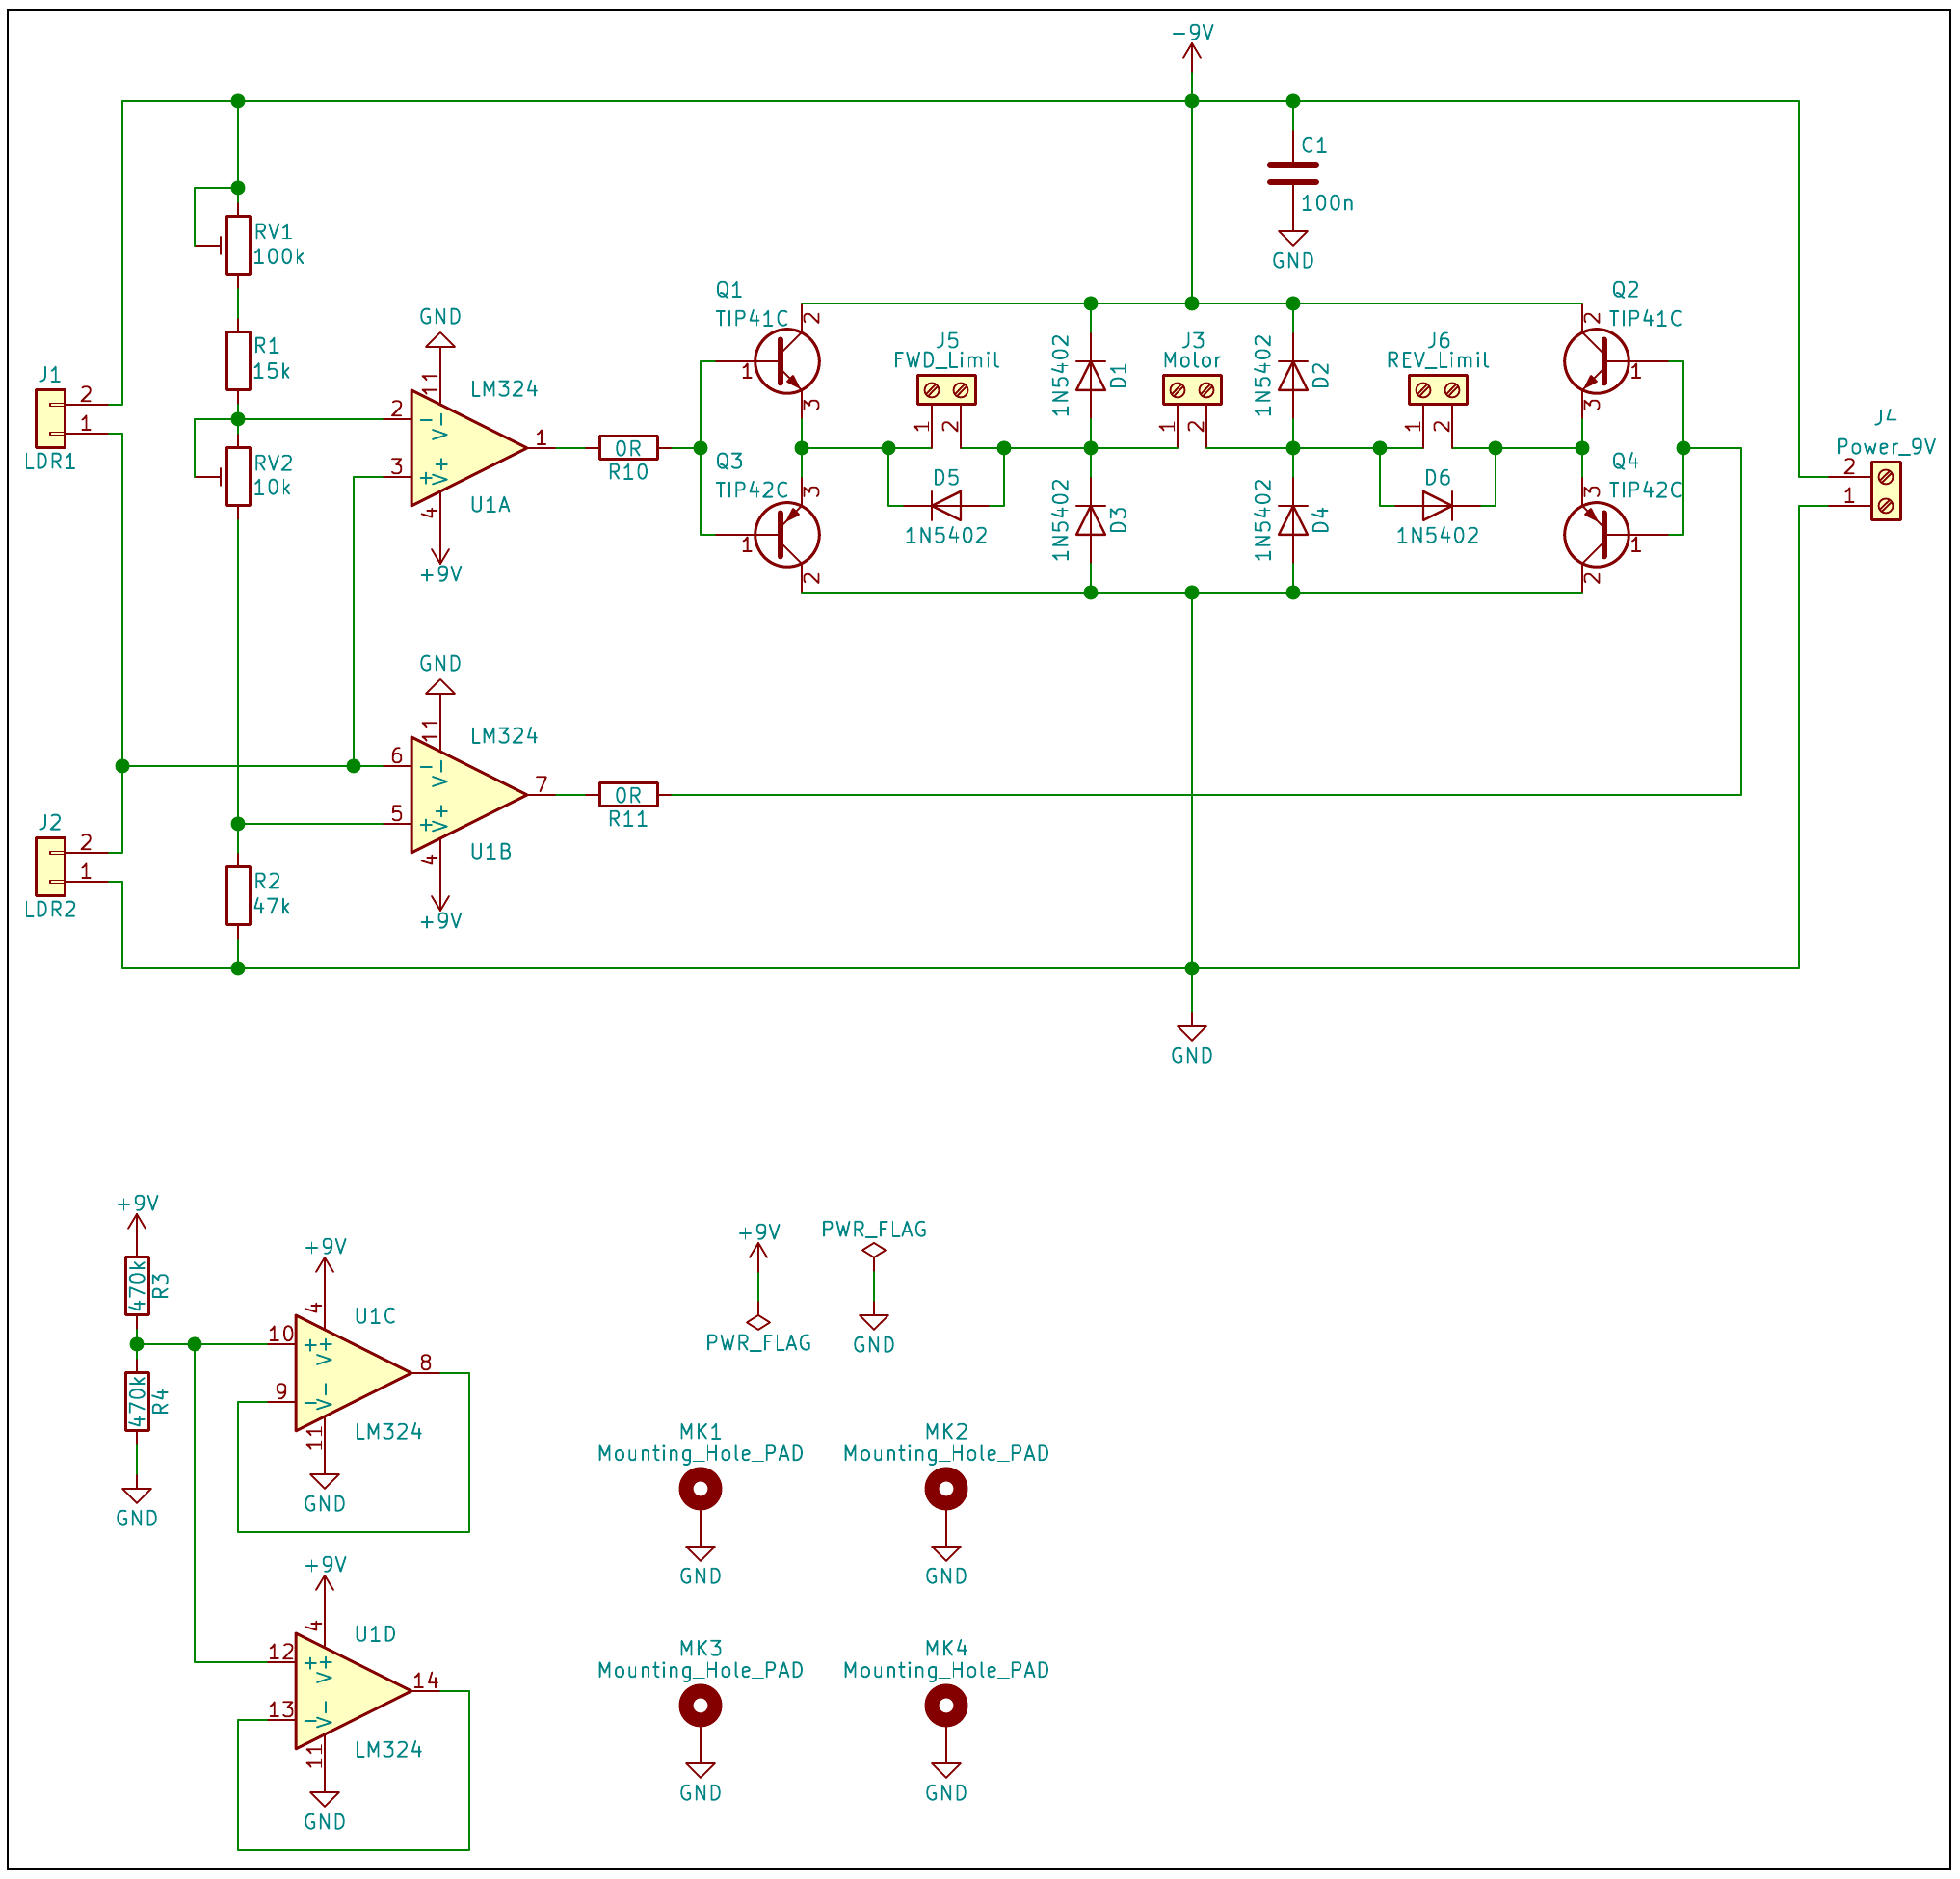 +9V
C1
100n
GND
RV1
100k
R1
15k
J1
2
1
LDR1
RV2
10k
GND
11
LM324
2
3
−
+
V-
V+
1
4
U1A
+9V
0R
R10
Q1
TIP41C
2
1
3
Q3
TIP42C
3
1
2
J5
FWD_Limit
1
2
D5
1N5402
1N5402
D1
1N5402
D3
J3
Motor
1
2
1N5402
D2
1N5402
D4
J6
REV_Limit
1
2
D6
1N5402
Q2
TIP41C
2
1
3
Q4
TIP42C
3
1
2
J4
Power_9V
2
1
GND
11
LM324
6
5
−
+
V-
V+
7
4
U1B
+9V
0R
R11
J2
2
1
LDR2
R2
47k
GND
+9V
470k
R3
470k
R4
GND
+9V
4
U1C
10
9
+
−
V+
V-
8
11
LM324
GND
+9V
4
U1D
12
13
+
−
V+
V-
14
11
LM324
GND
+9V
PWR_FLAG
PWR_FLAG
GND
MK1
Mounting_Hole_PAD
GND
MK2
Mounting_Hole_PAD
GND
MK3
Mounting_Hole_PAD
GND
MK4
Mounting_Hole_PAD
GND